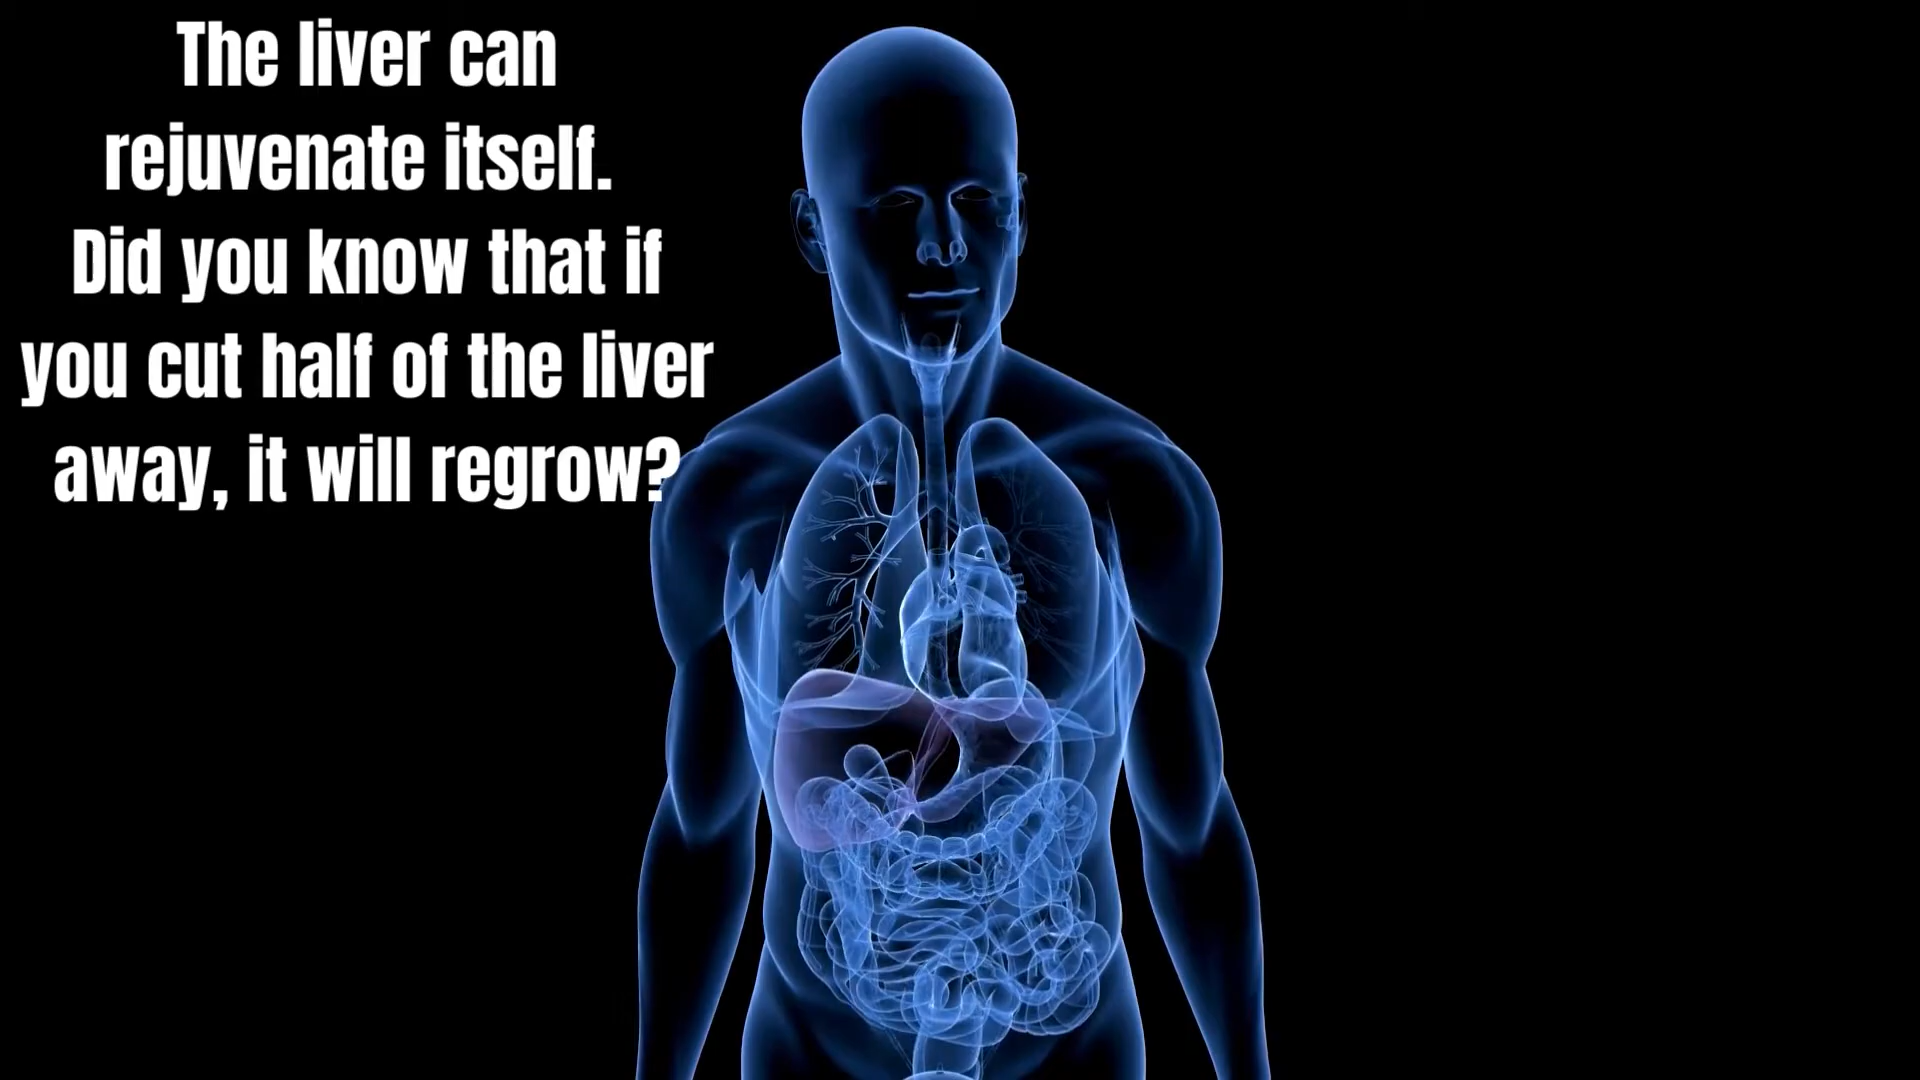 The liver can
rejuvenate itself.
Did you know that if
you cut half of the liver
away, it will regrow?